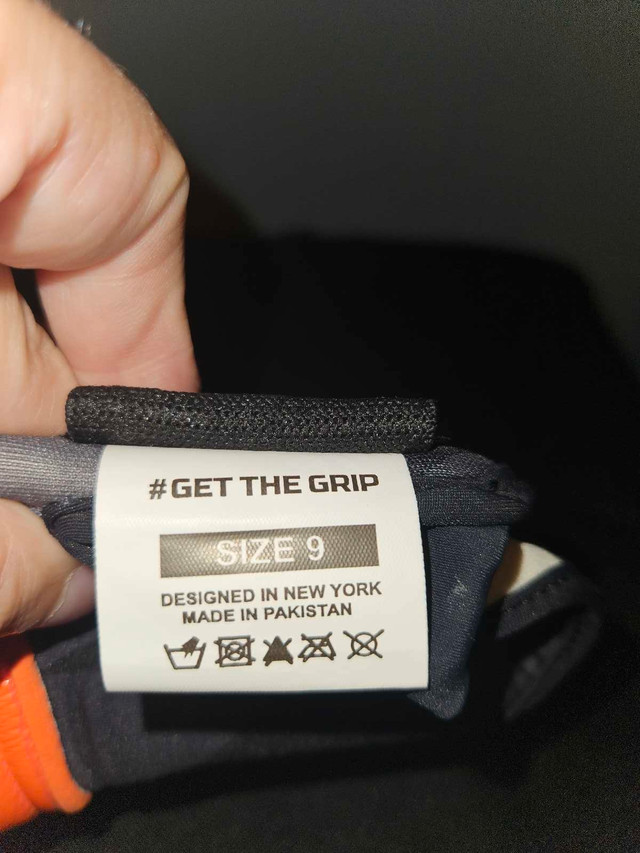 #GET THE GRIP
SIZE 9
DESIGNED IN NEW YORK
MADE IN PAKISTAN